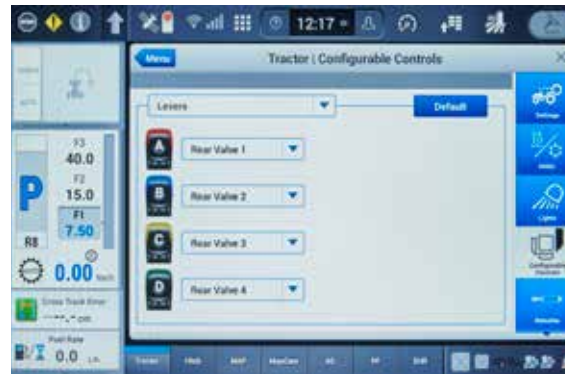 12:17
Menu
Tractor | Configurable Controls
Levers
Default
Settings
F3
40.0
A
Rear Valve 1
F2
15.0
P
B
Rear Valve 2
Lights
F1
7.50
R8
C
Rear Valve 3
Configurable
Controls
0.00
D
Rear Valve 4
Cross Track Error
--.- cm
Fuel Rate
0.0
Tractor